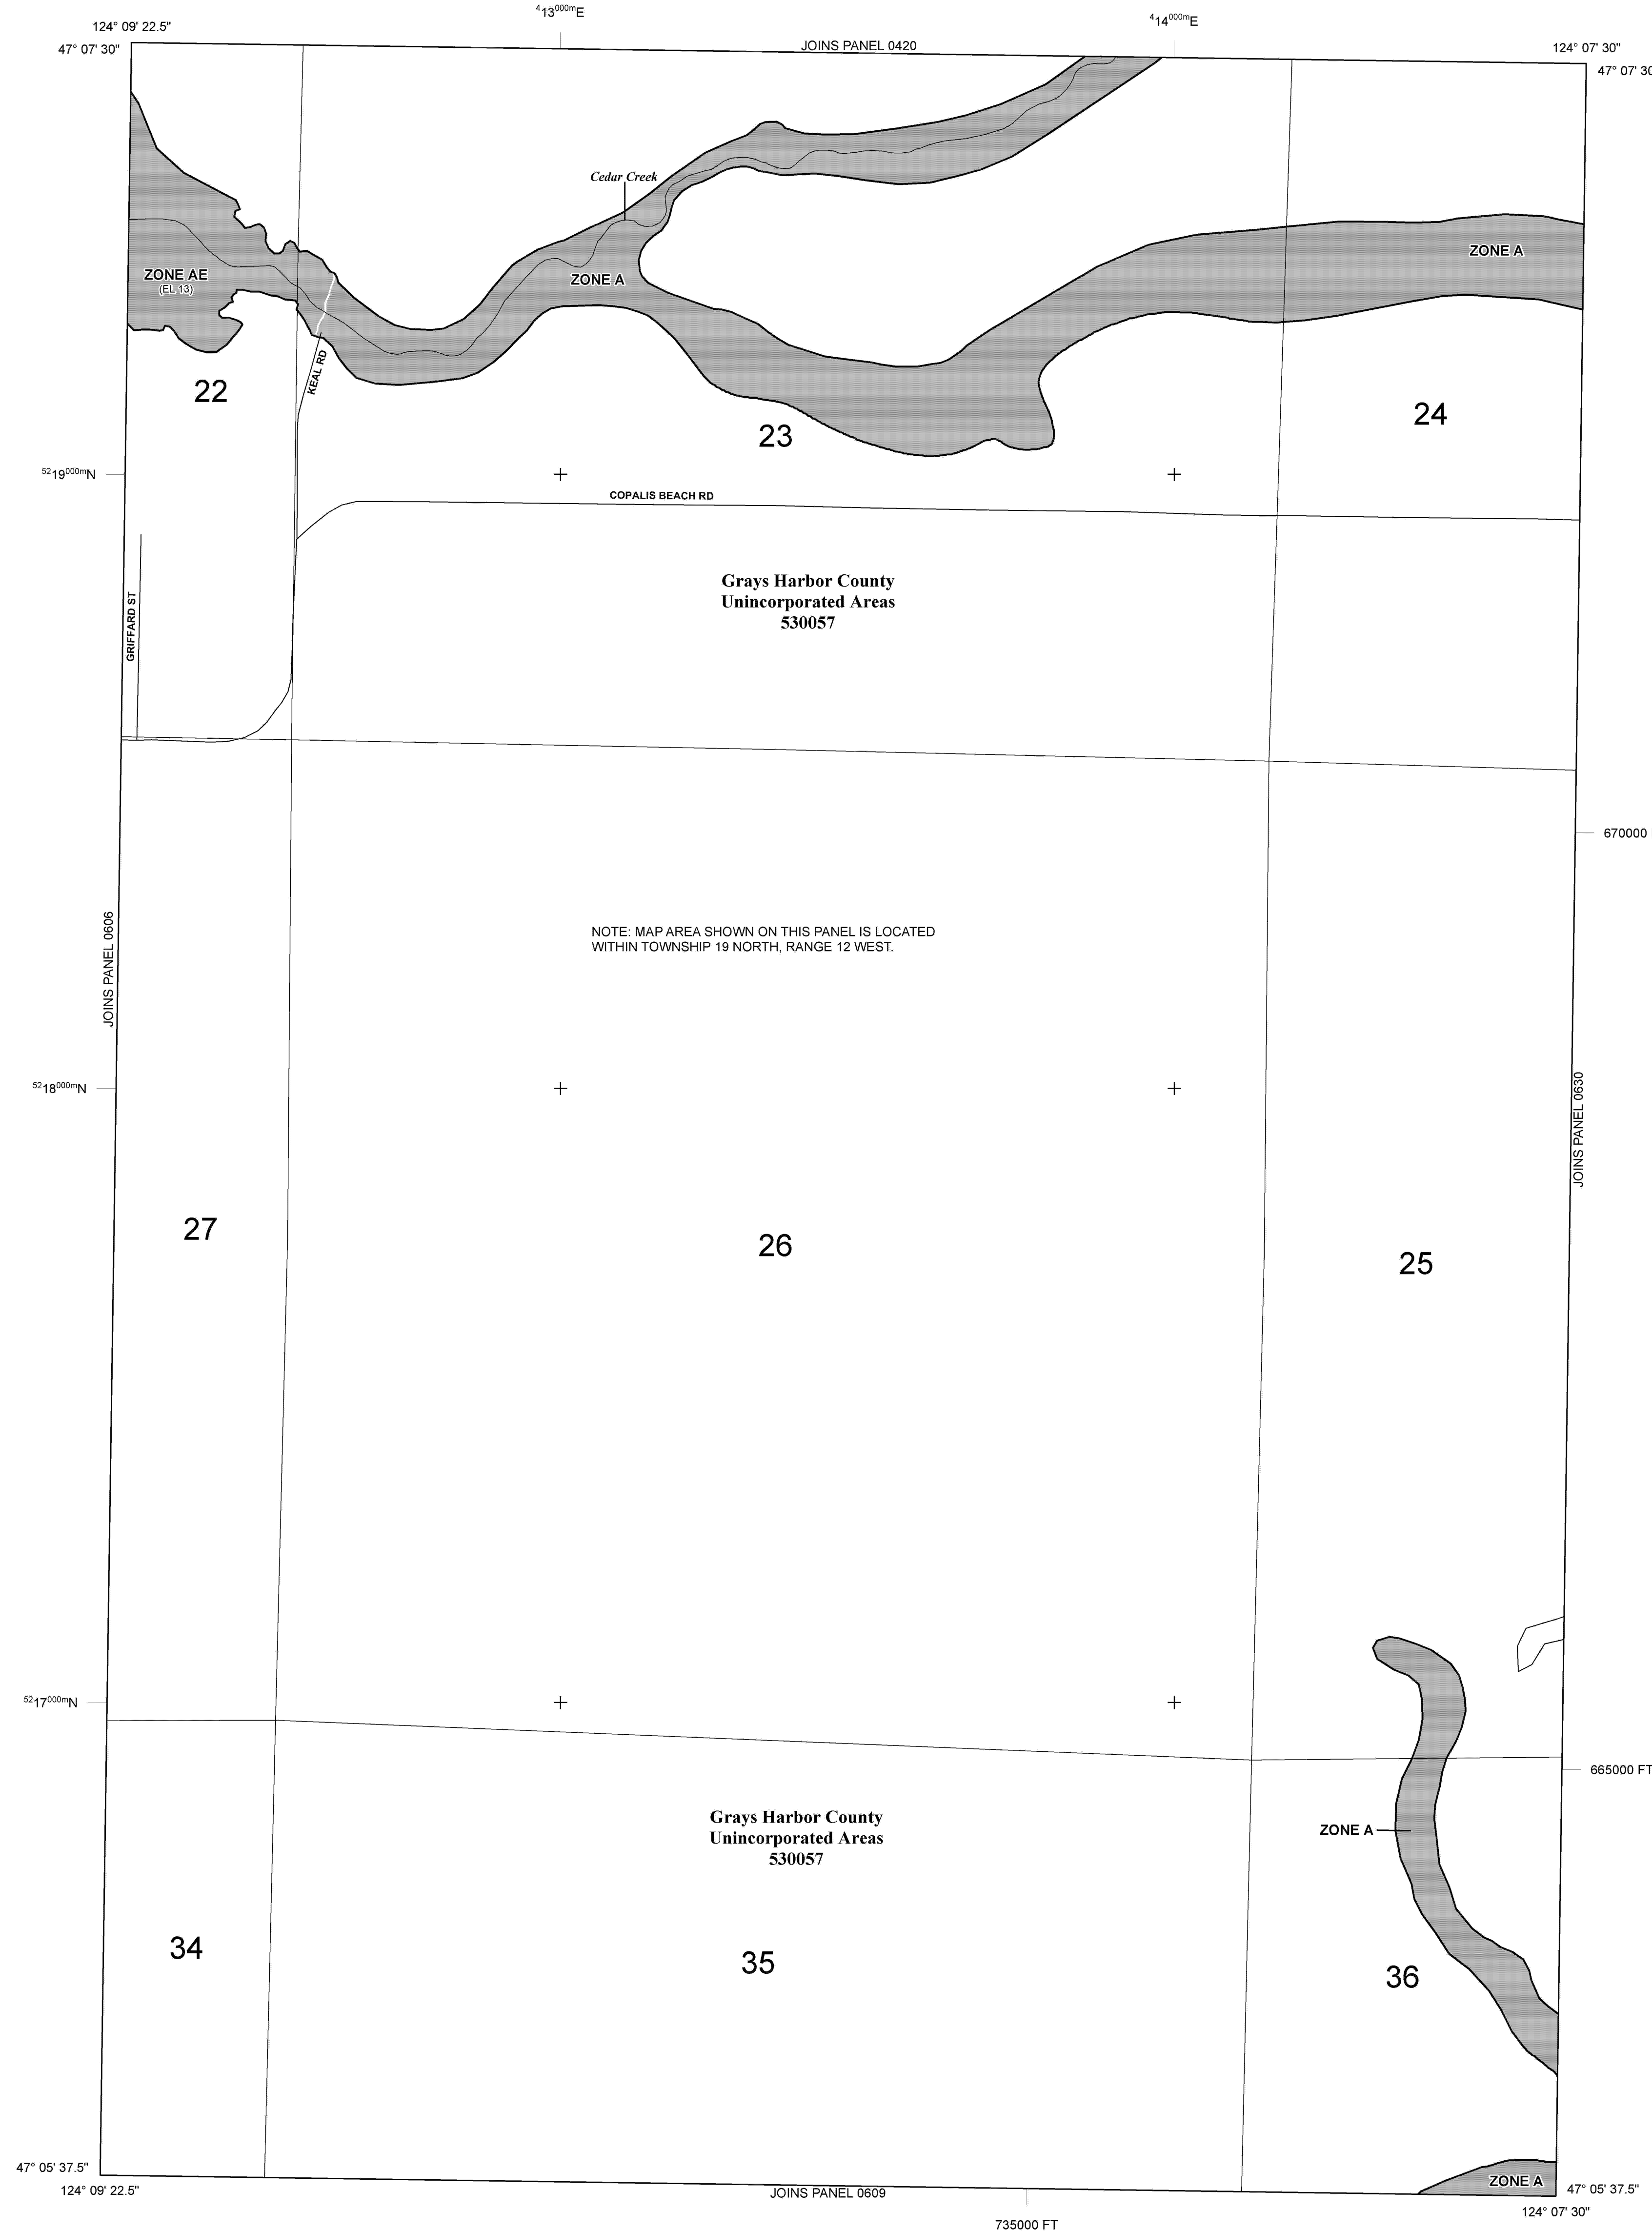 ⁴13⁰⁰⁰ᵐE
⁴14⁰⁰⁰ᵐE
124° 09' 22.5"
124° 07' 30"
47° 07' 30"
JOINS PANEL 0420
47° 07' 30
Cedar Creek
ZONE A
ZONE AE
(EL 13)
ZONE A
KEAL RD
22
23
24
⁵²19⁰⁰⁰ᵐN
COPALIS BEACH RD
GRIFFARD ST
Grays Harbor County
Unincorporated Areas
530057
670000
NOTE: MAP AREA SHOWN ON THIS PANEL IS LOCATED
WITHIN TOWNSHIP 19 NORTH, RANGE 12 WEST.
JOINS PANEL 0606
⁵²18⁰⁰⁰ᵐN
JOINS PANEL 0630
27
26
25
⁵²17⁰⁰⁰ᵐN
665000 FT
Grays Harbor County
Unincorporated Areas
530057
ZONE A
34
35
36
47° 05' 37.5"
124° 09' 22.5"
JOINS PANEL 0609
ZONE A
47° 05' 37.5"
124° 07' 30"
735000 FT